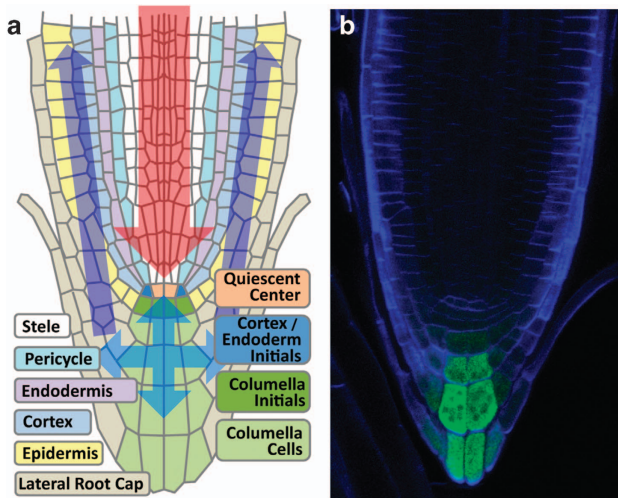 a
b
Quiescent
Center
Stele
Cortex /
Endoderm
Initials
Pericycle
Endodermis
Columella
Initials
Cortex
Epidermis
Columella
Cells
Lateral Root Cap